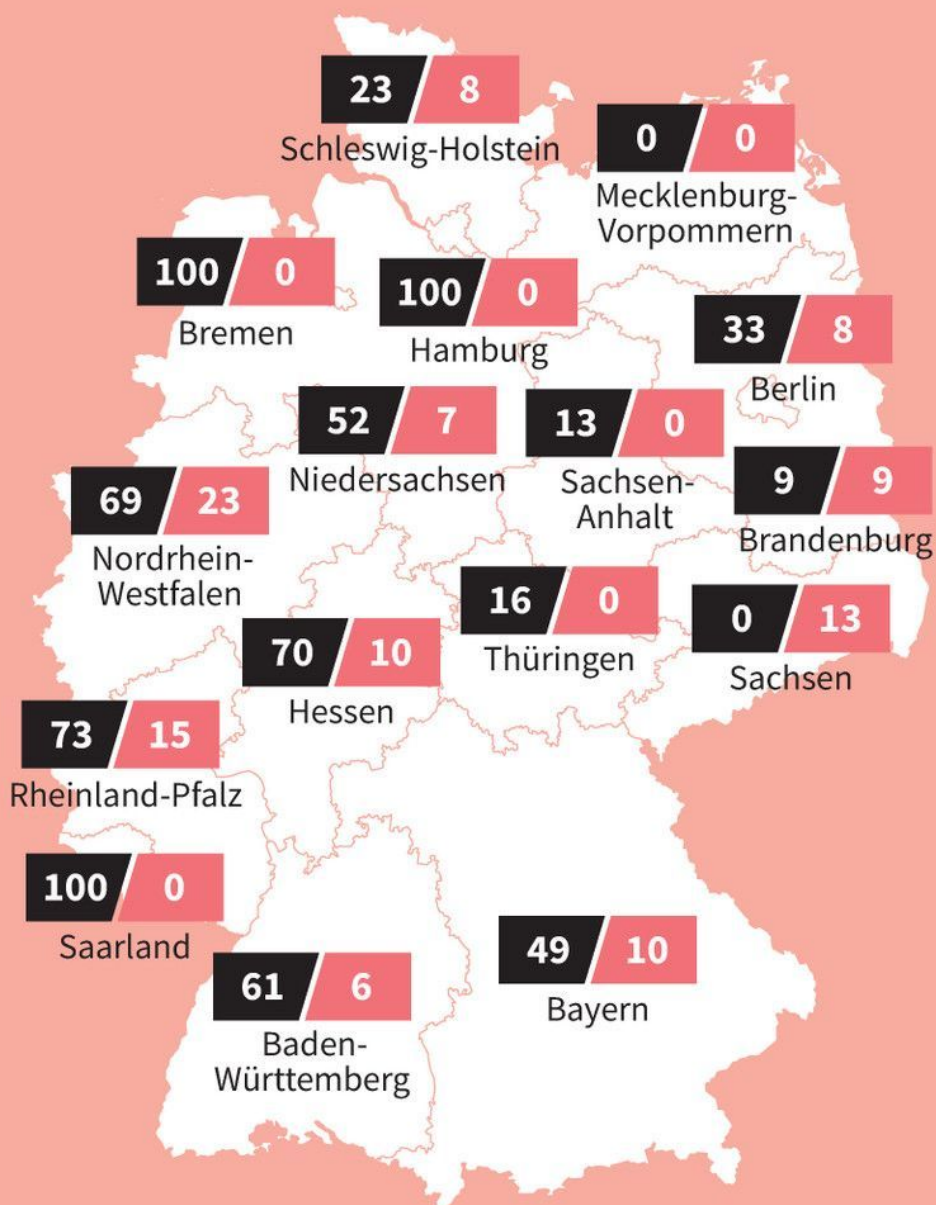 23 8
Schleswig-Holstein
0 0
Mecklenburg-
Vorpommern
100 0
Bremen
100 0
Hamburg
33 8
Berlin
52 7
Niedersachsen
13 0
Sachsen-
Anhalt
9 9
Brandenburg
69 23
Nordrhein-
Westfalen
16 0
Thüringen
0 13
Sachsen
70 10
Hessen
73 15
Rheinland-Pfalz
100 0
Saarland
61 6
Baden-
Württemberg
49 10
Bayern